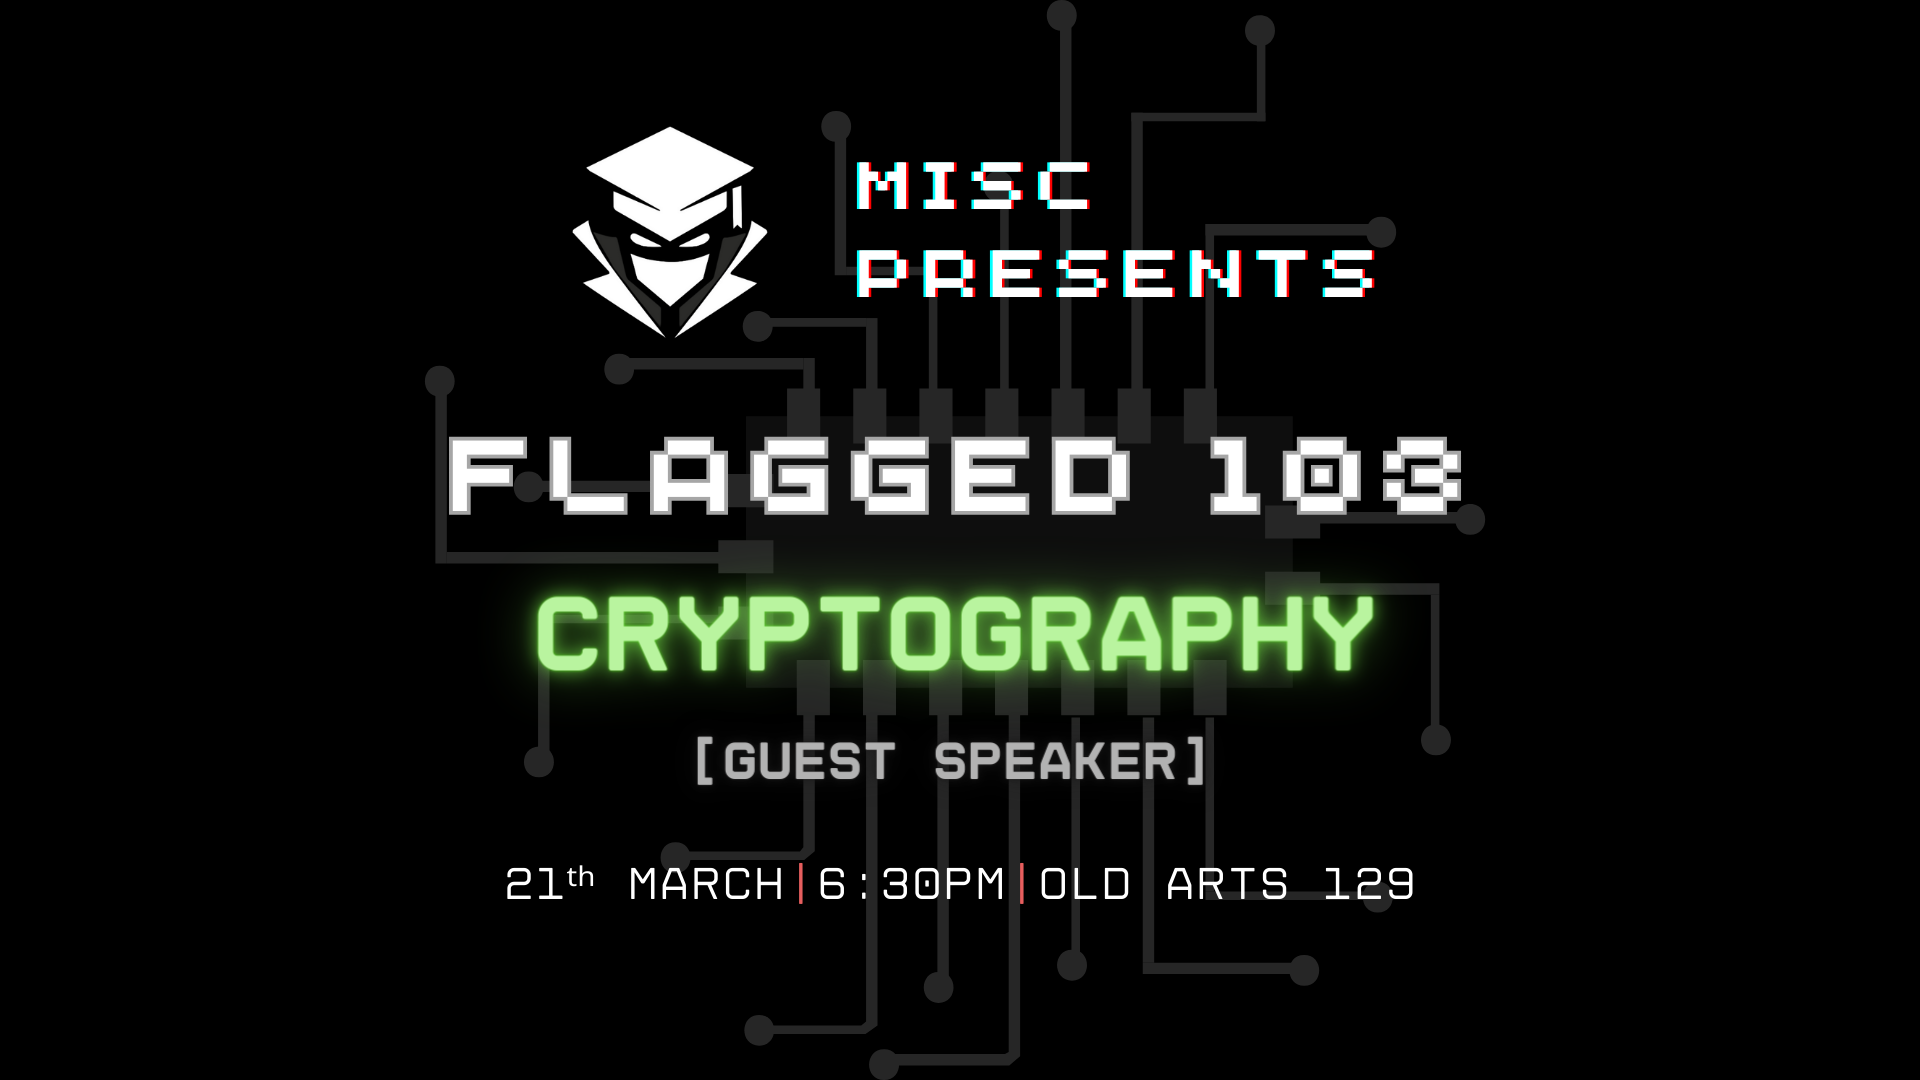 MISC
PRESENTS
FLAGGED 103
CRYPTOGRAPHY
[GUEST SPEAKER]
21th MARCH|6:30PM|OLD ARTS 129